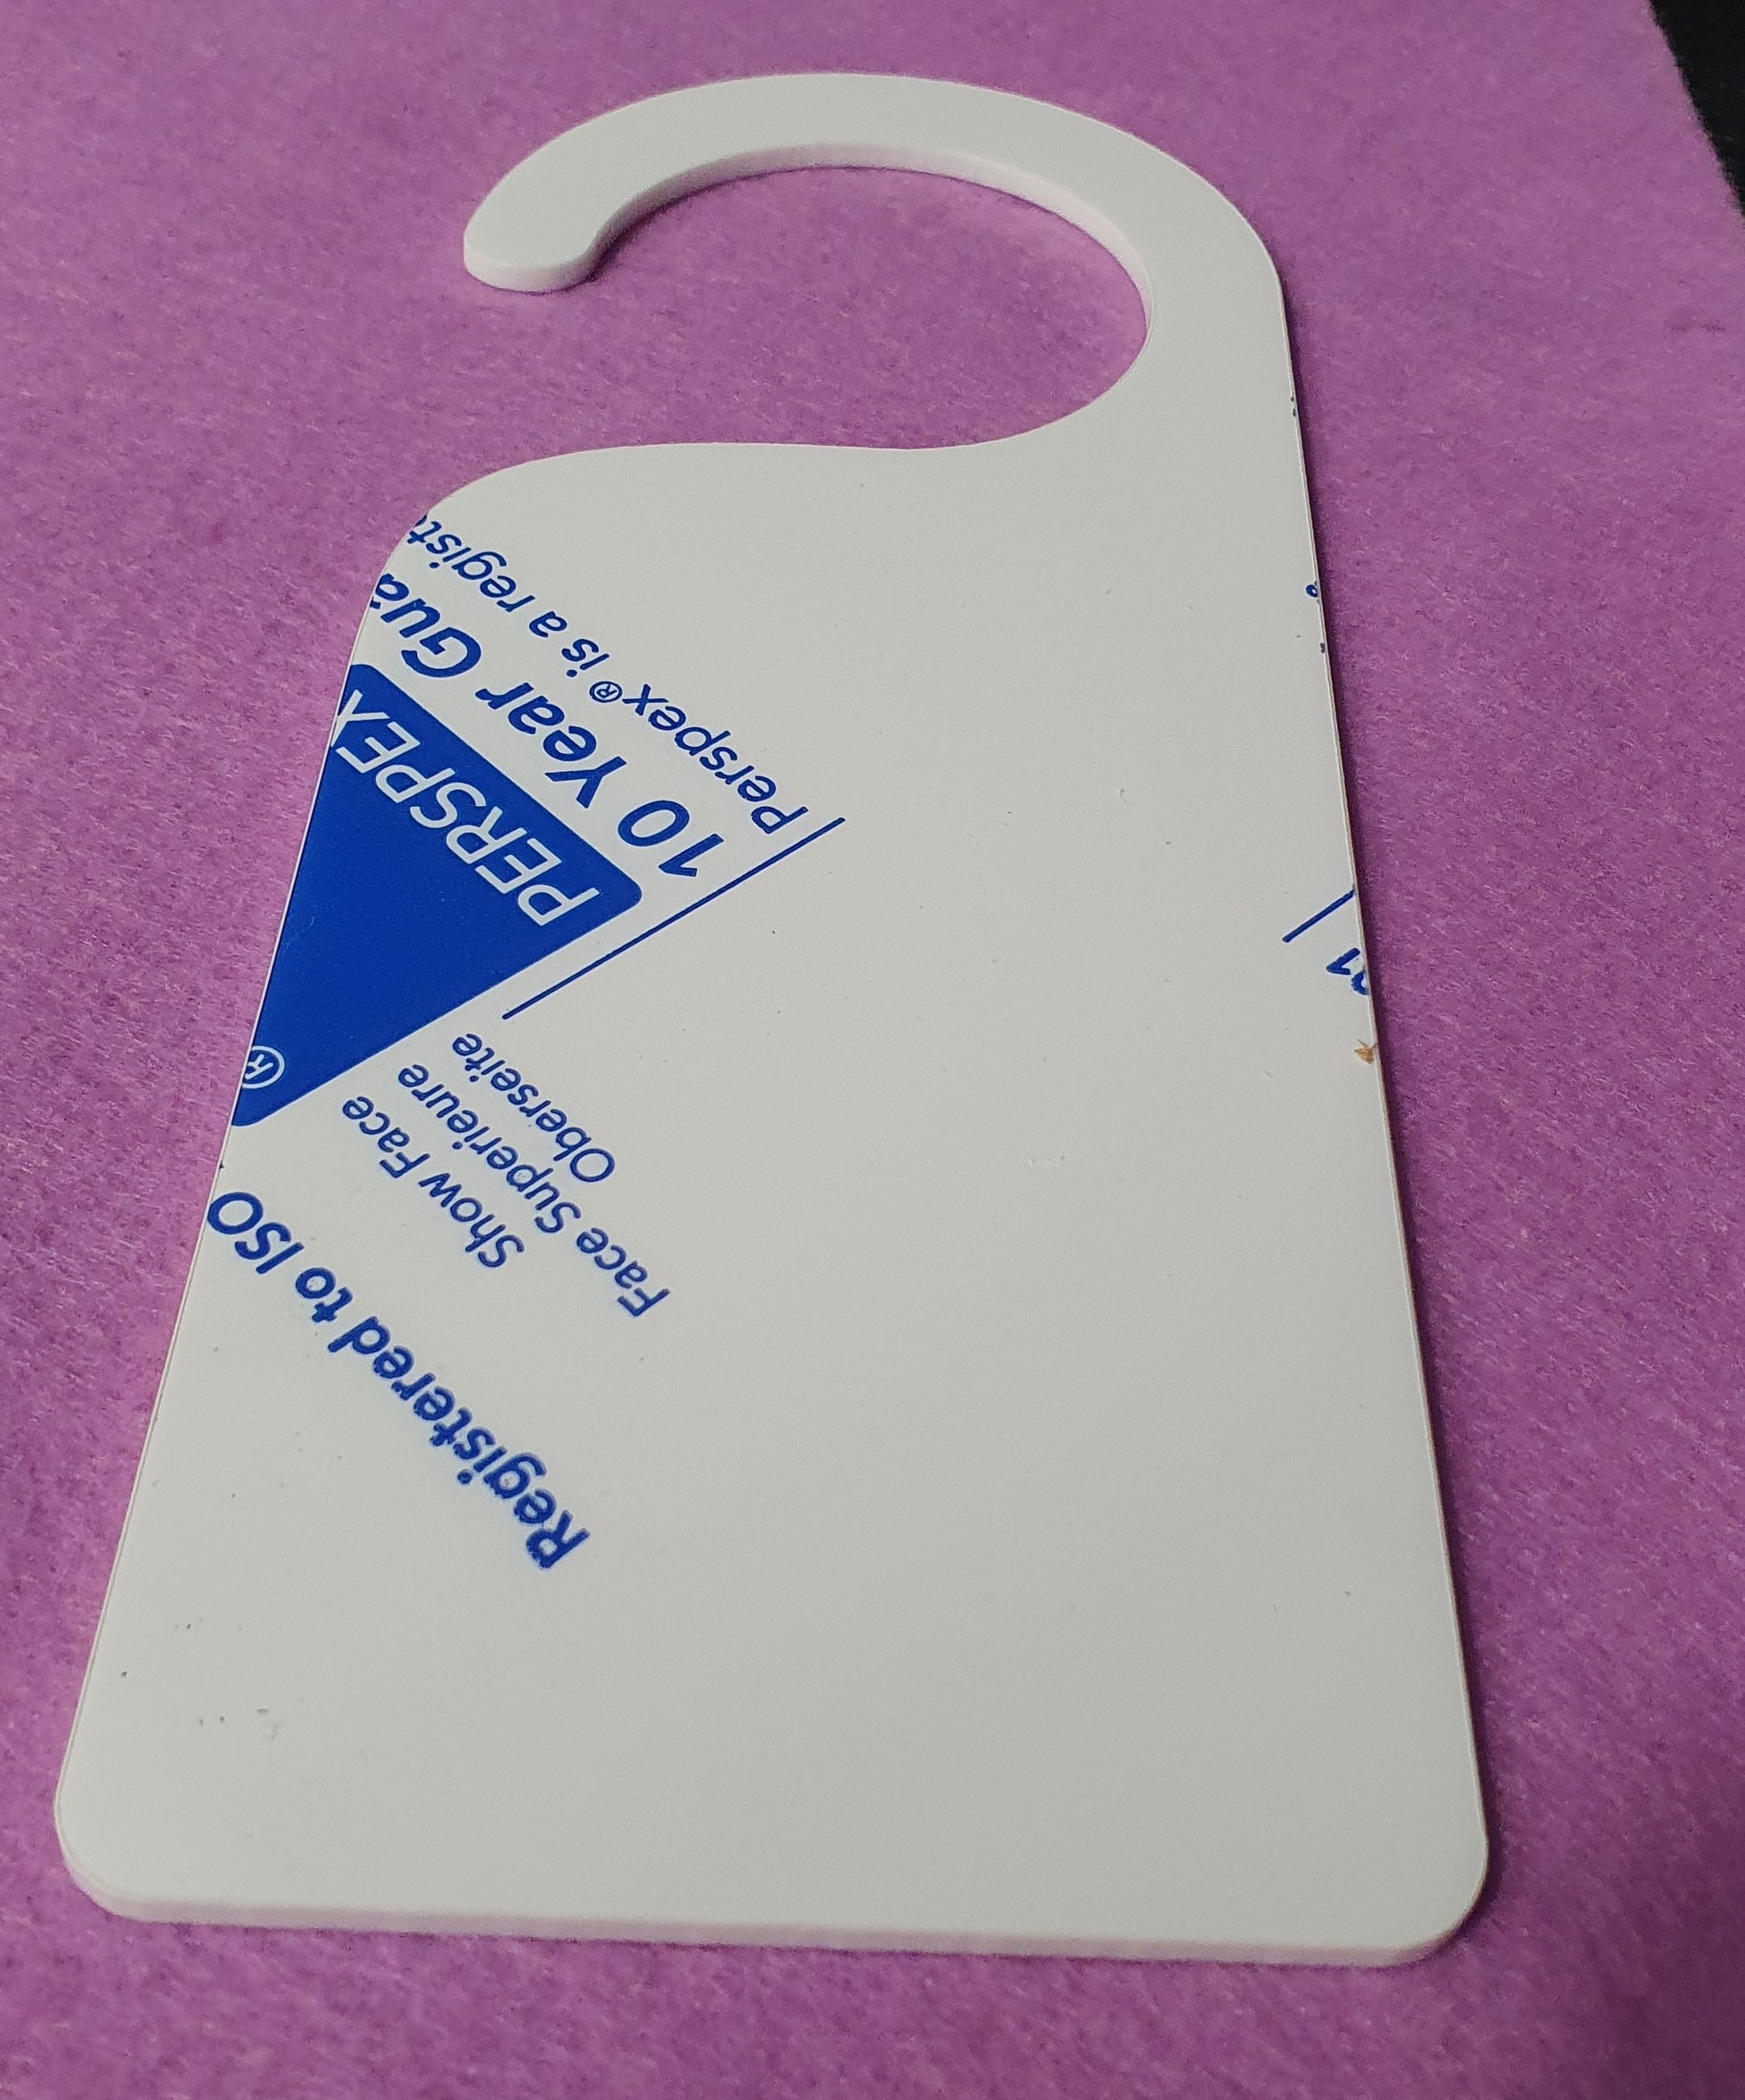 Registered to ISO
Show Face
Face Superieure
Oberseite
®
PERSPEX
10 Year Gua
Perspex® is a regist